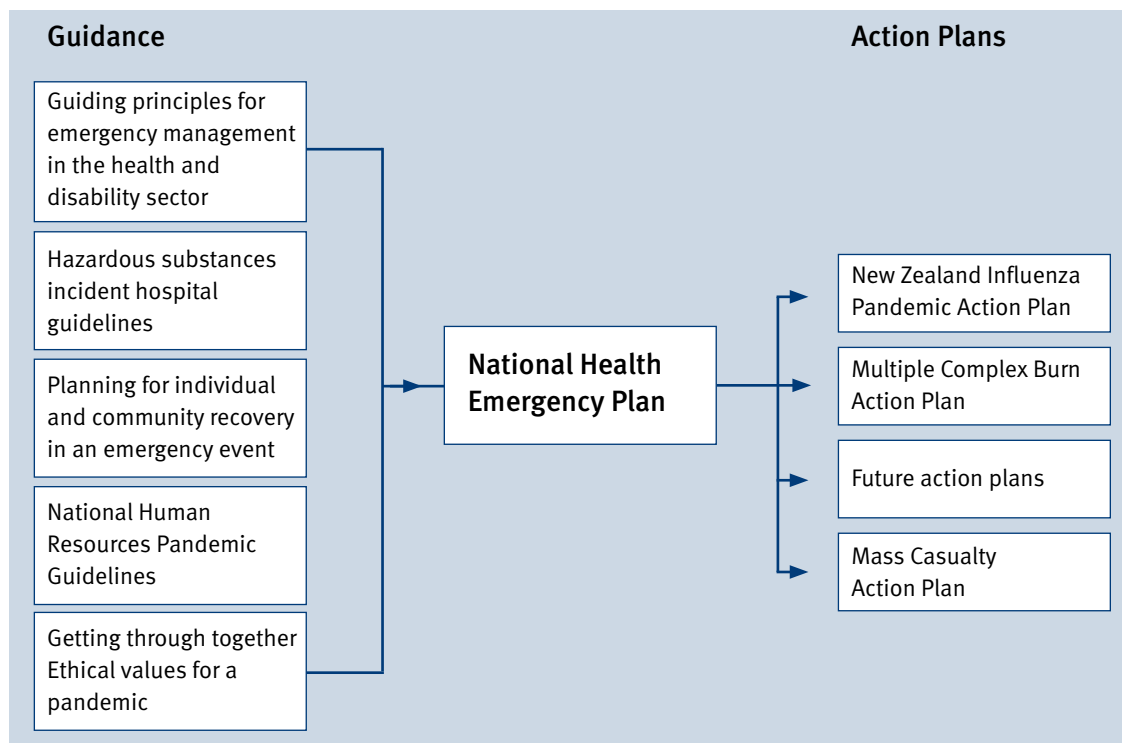 Guidance
Guiding principles for
emergency management
in the health and
disability sector
Hazardous substances
incident hospital
guidelines
Planning for individual
and community recovery
in an emergency event
National Human
Resources Pandemic
Guidelines
Getting through together
Ethical values for a
pandemic
National Health
Emergency Plan
Action Plans
New Zealand Influenza
Pandemic Action Plan
Multiple Complex Burn
Action Plan
Future action plans
Mass Casualty
Action Plan